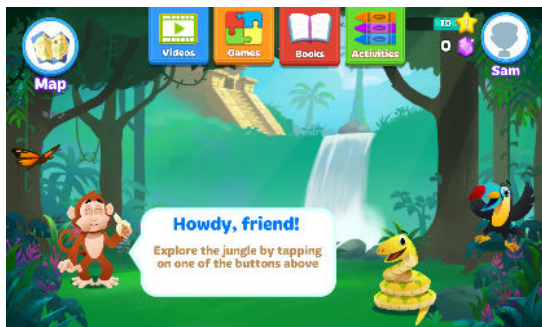 Videos
Games
Books
Activities
10
0
Map
Sam
Howdy, friend!
Explore the jungle by tapping
on one of the buttons above